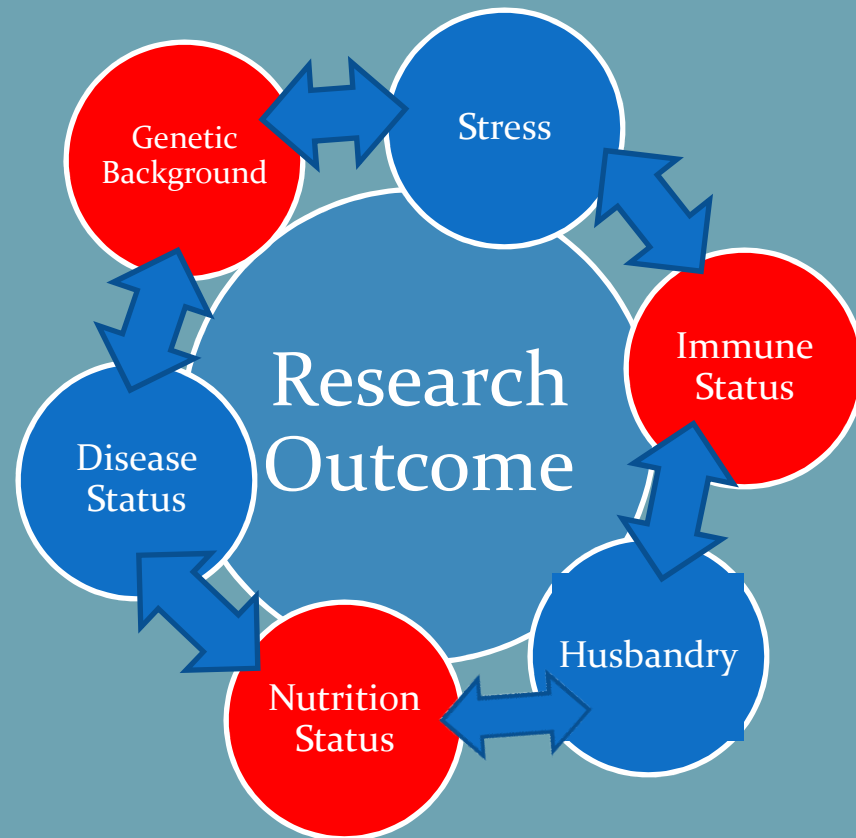 Genetic
Background
Stress
Immune
Status
Research
Outcome
Disease
Status
Husbandry
Nutrition
Status